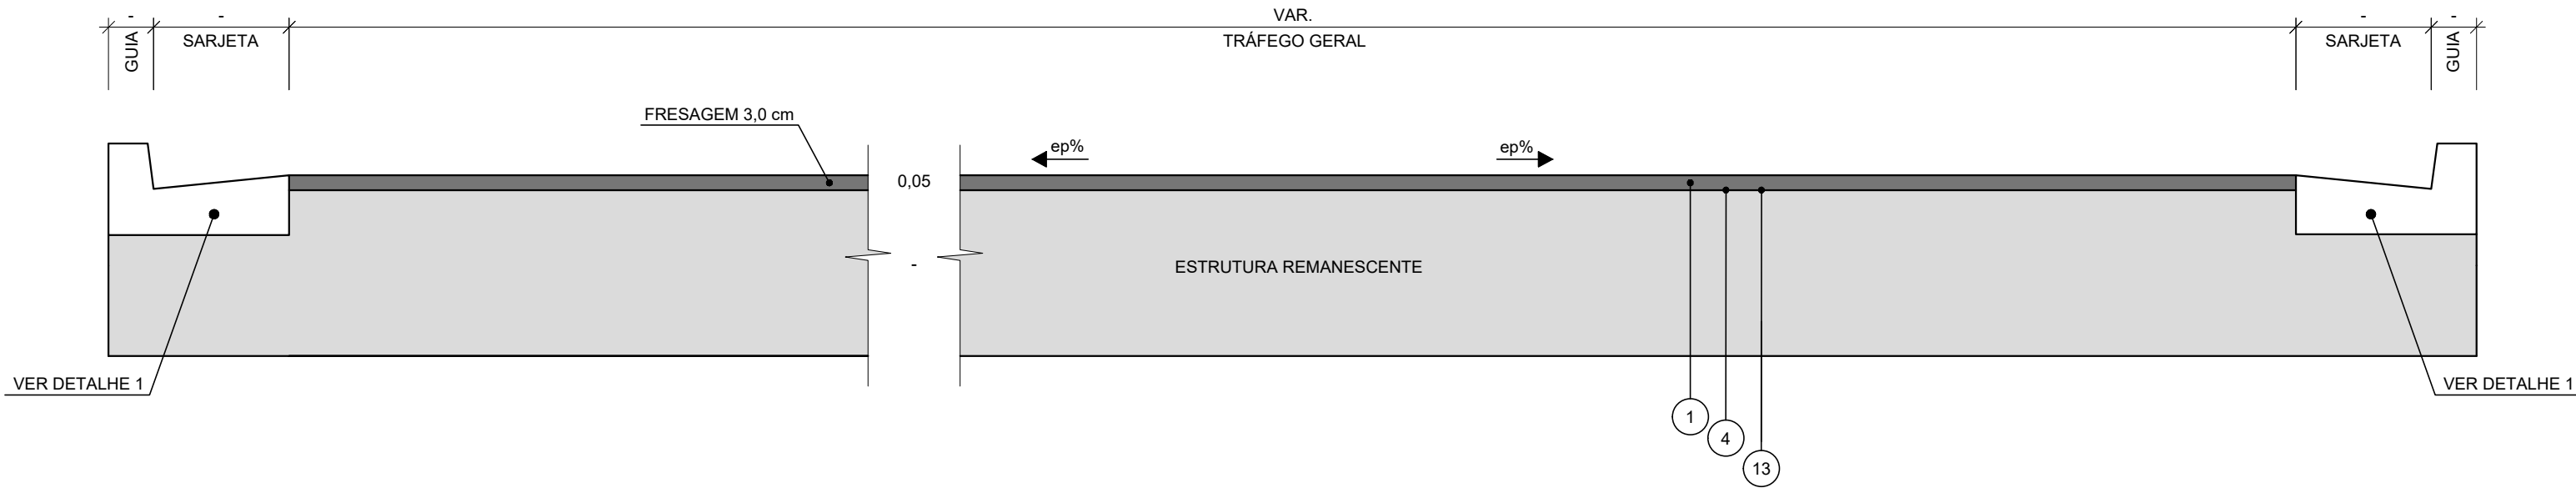 - - VAR. - -
GUIA SARJETA TRÁFEGO GERAL SARJETA GUIA
FRESAGEM 3,0 cm
ep% ep%
0,05
-
ESTRUTURA REMANESCENTE
VER DETALHE 1 VER DETALHE 1
1
4
13